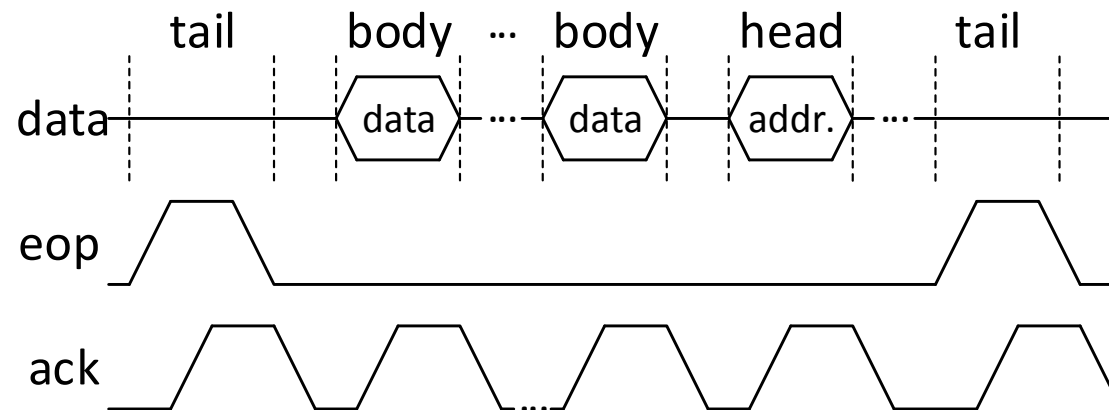 tail body ... body head tail
data data ... data addr. ...
eop
ack ...